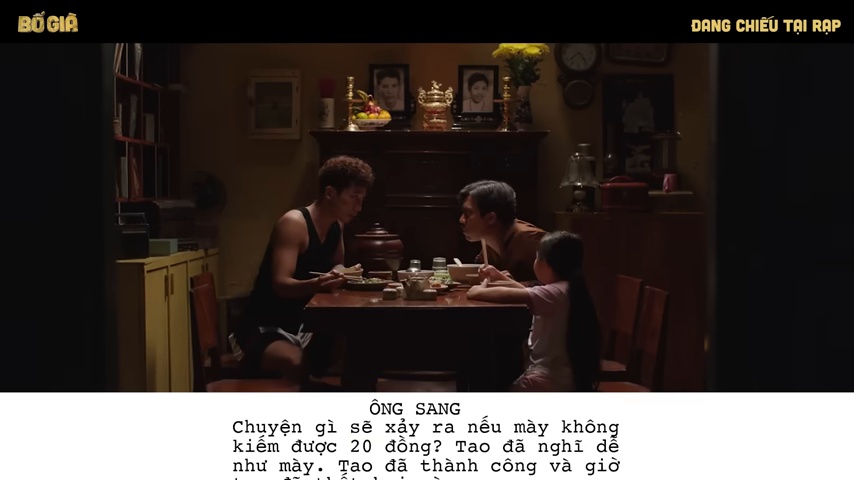 BỐ GIÀ
ĐANG CHIẾU TẠI RẠP
ÔNG SANG
Chuyện gì sẽ xảy ra nếu mày không
kiếm được 20 đồng? Tao đã nghĩ dễ
như mày. Tao đã thành công và giờ